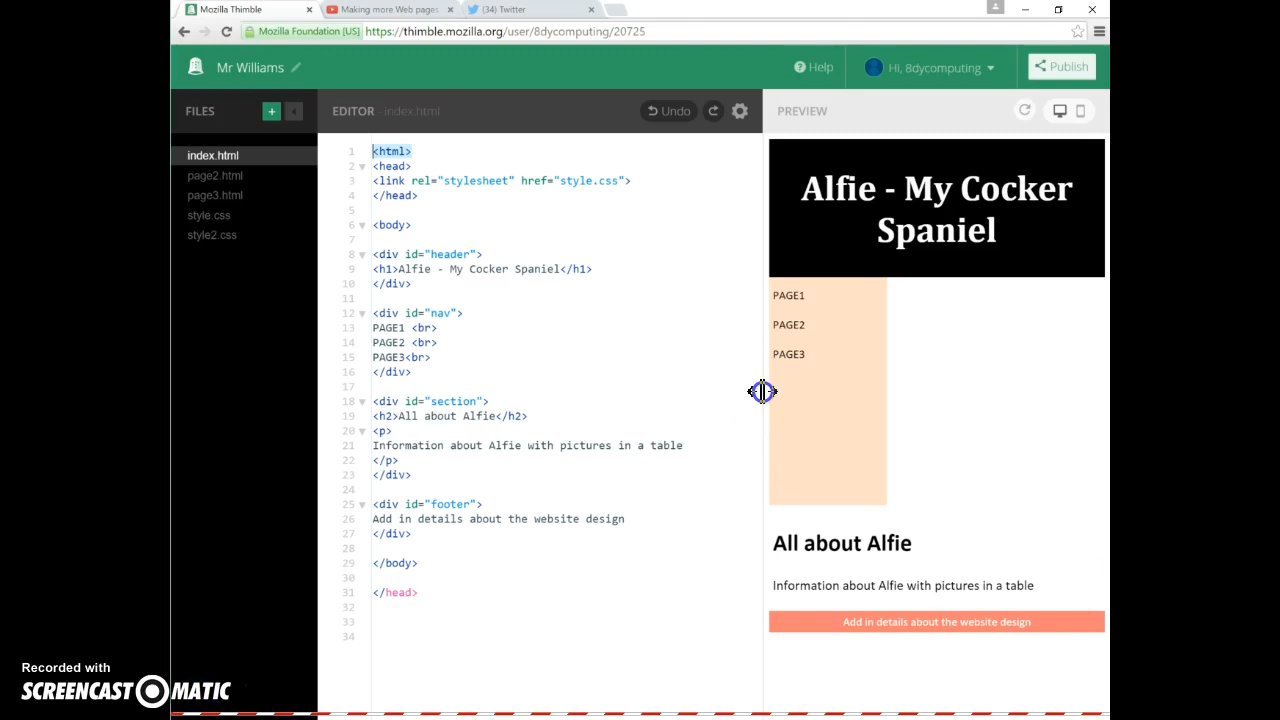 Mozilla Thimble
Making more Web pages
(34) Twitter
Mozilla Foundation [US] https://thimble.mozilla.org/user/8dycomputing/20725
Mr Williams
Help
Hi, 8dycomputing
Publish
FILES
EDITOR - index.html
Undo
PREVIEW
index.html
page2.html
page3.html
style.css
style2.css
1 <html>
2 <head>
3 <link rel="stylesheet" href="style.css">
4 </head>
5
6 <body>
7
8 <div id="header">
9 <h1>Alfie - My Cocker Spaniel</h1>
10 </div>
11
12 <div id="nav">
13 PAGE1 <br>
14 PAGE2 <br>
15 PAGE3<br>
16 </div>
17
18 <div id="section">
19 <h2>All about Alfie</h2>
20 <p>
21 Information about Alfie with pictures in a table
22 </p>
23 </div>
24
25 <div id="footer">
26 Add in details about the website design
27 </div>
28
29 </body>
30
31 </head>
32
33
34
Alfie - My Cocker
Spaniel
PAGE1
PAGE2
PAGE3
All about Alfie
Information about Alfie with pictures in a table
Add in details about the website design
Recorded with
SCREENCAST-O-MATIC